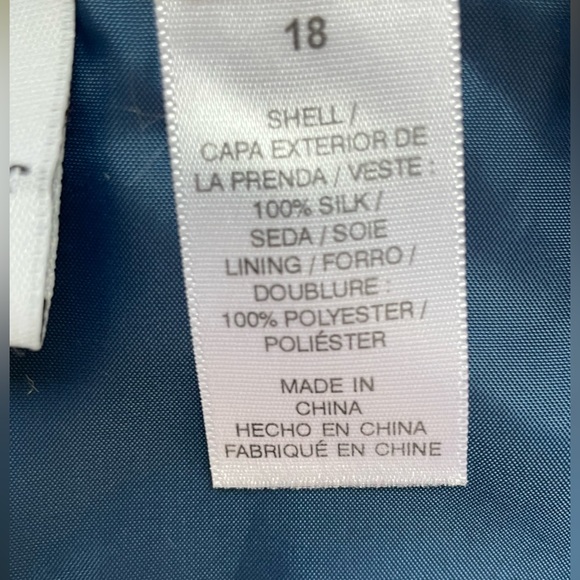 18
SHELL /
CAPA EXTERIOR DE
LA PRENDA / VESTE :
100% SILK /
SEDA / SOIE
LINING / FORRO /
DOUBLURE :
100% POLYESTER /
POLIÉSTER
MADE IN
CHINA
HECHO EN CHINA
FABRIQUÉ EN CHINE